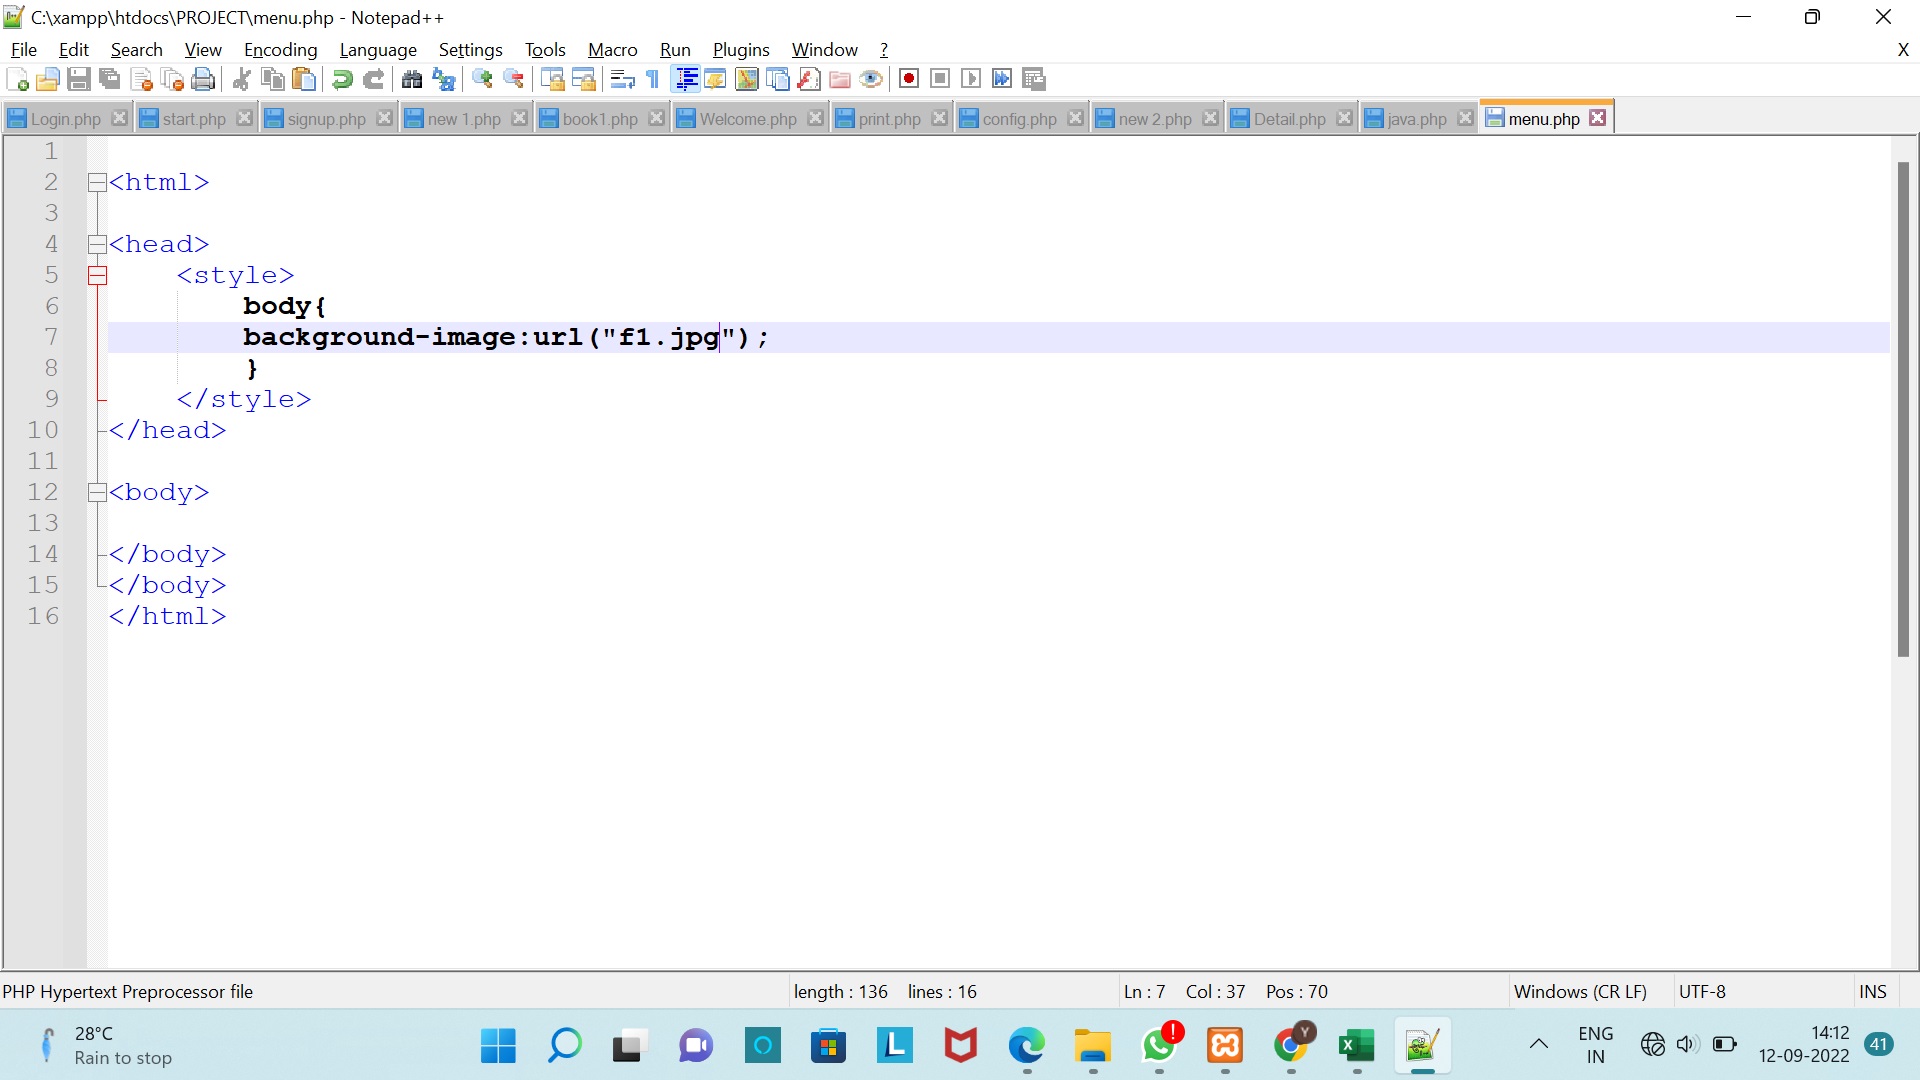 C:\xampp\htdocs\PROJECT\menu.php - Notepad++
File Edit Search View Encoding Language Settings Tools Macro Run Plugins Window ? X
Login.php start.php signup.php new 1.php book1.php Welcome.php print.php config.php new 2.php Detail.php java.php menu.php
1
2 <html>
3
4 <head>
5 <style>
6 body{
7 background-image:url("f1.jpg");
8 }
9 </style>
10 </head>
11
12 <body>
13
14 </body>
15 </body>
16 </html>
PHP Hypertext Preprocessor file length : 136 lines : 16 Ln : 7 Col : 37 Pos : 70 Windows (CR LF) UTF-8 INS
28°C
Rain to stop
L
Y
ENG
IN
14:12
12-09-2022
41